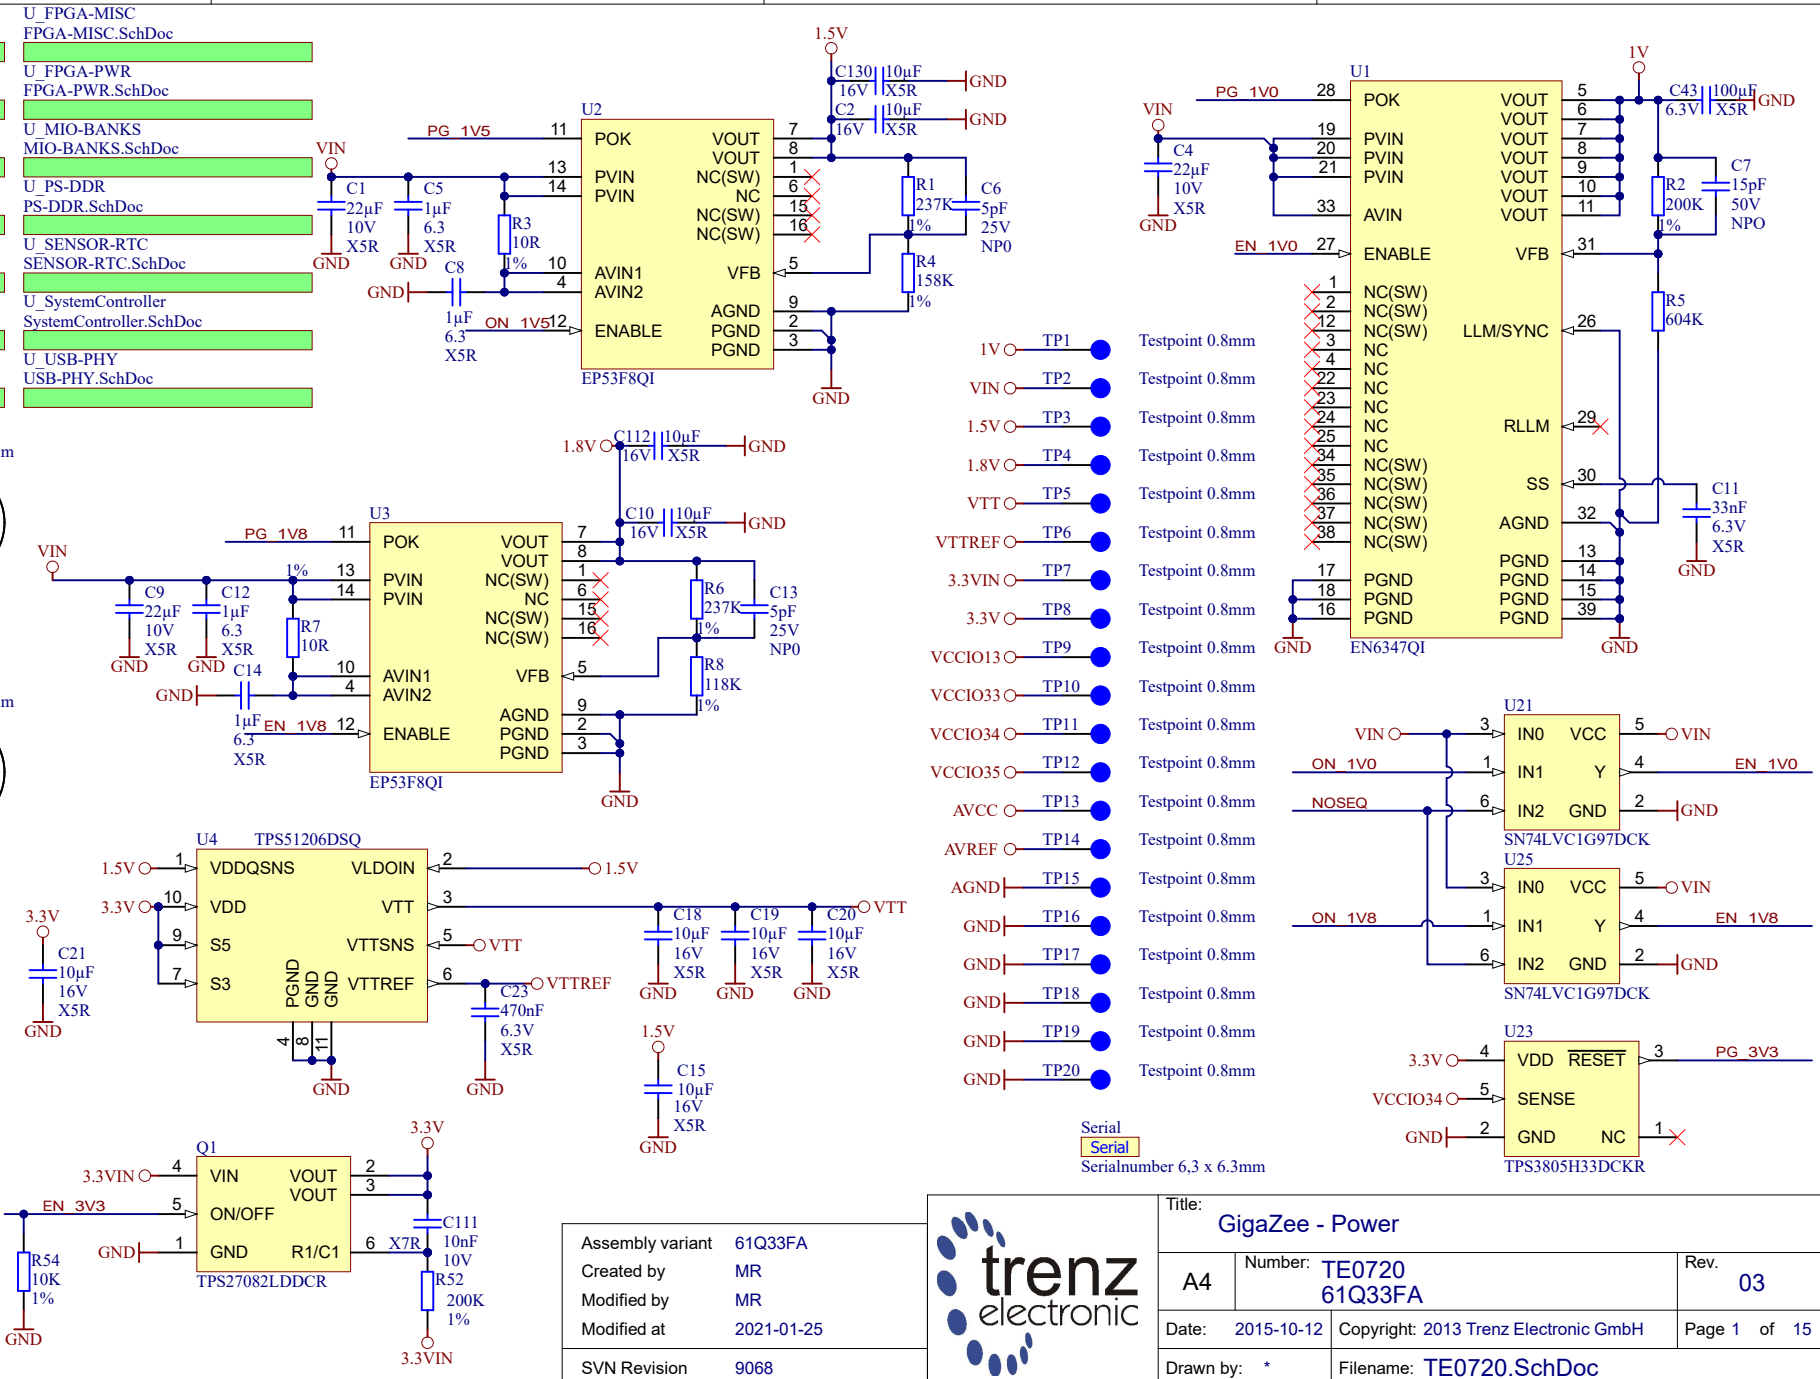 U_FPGA-MISC
FPGA-MISC.SchDoc
U_FPGA-PWR
FPGA-PWR.SchDoc
U_MIO-BANKS
MIO-BANKS.SchDoc
U_PS-DDR
PS-DDR.SchDoc
U_SENSOR-RTC
SENSOR-RTC.SchDoc
U_SystemController
SystemController.SchDoc
U_USB-PHY
USB-PHY.SchDoc
1.5V
C130 10µF
16V X5R
GND
C2 10µF
16V X5R
GND
U2
PG_1V5 11 POK
VOUT 7
VOUT 8
VIN
13 PVIN
14 PVIN
NC(SW) 1
NC 6
NC(SW) 15
NC(SW) 16
C1
22µF
10V
X5R
GND
C5
1µF
6.3
X5R
GND
R3
10R
1%
R1
237K
1%
C6
5pF
25V
NP0
10 AVIN1
4 AVIN2
VFB 5
R4
158K
1%
GND C8
1µF
6.3
X5R
ON_1V5 12 ENABLE
AGND 9
PGND 2
PGND 3
EP53F8QI
GND
1.8V
C112 10µF
16V X5R
GND
C10 10µF
16V X5R
GND
U3
PG_1V8 11 POK
VOUT 7
VOUT 8
VIN
1%
13 PVIN
14 PVIN
NC(SW) 1
NC 6
NC(SW) 15
NC(SW) 16
C9
22µF
10V
X5R
GND
C12
1µF
6.3
X5R
GND
R7
10R
R6
237K
1%
C13
5pF
25V
NP0
10 AVIN1
4 AVIN2
VFB 5
R8
118K
1%
GND C14
1µF
6.3
X5R
EN_1V8 12 ENABLE
AGND 9
PGND 2
PGND 3
EP53F8QI
GND
U4 TPS51206DSQ
1.5V 1 VDDQSNS
VLDOIN 2 1.5V
3.3V 10 VDD
VTT 3 VTT
9 S5
VTTSNS 5 VTT
7 S3
VTTREF 6 VTTREF
PGND GND GND
4 8 11
GND
3.3V
C21
10µF
16V
X5R
GND
C23
470nF
6.3V
X5R
GND
C18
10µF
16V
X5R
GND
C19
10µF
16V
X5R
GND
C20
10µF
16V
X5R
GND
1.5V
C15
10µF
16V
X5R
GND
Q1
3.3V
3.3VIN 4 VIN
VOUT 2
VOUT 3
EN_3V3 5 ON/OFF
GND 1 GND
R1/C1 6 X7R
TPS27082LDDCR
C111
10nF
10V
R54
10K
1%
GND
R52
200K
1%
3.3VIN
1V TP1 Testpoint 0.8mm
VIN TP2 Testpoint 0.8mm
1.5V TP3 Testpoint 0.8mm
1.8V TP4 Testpoint 0.8mm
VTT TP5 Testpoint 0.8mm
VTTREF TP6 Testpoint 0.8mm
3.3VIN TP7 Testpoint 0.8mm
3.3V TP8 Testpoint 0.8mm
VCCIO13 TP9 Testpoint 0.8mm
VCCIO33 TP10 Testpoint 0.8mm
VCCIO34 TP11 Testpoint 0.8mm
VCCIO35 TP12 Testpoint 0.8mm
AVCC TP13 Testpoint 0.8mm
AVREF TP14 Testpoint 0.8mm
AGND TP15 Testpoint 0.8mm
GND TP16 Testpoint 0.8mm
GND TP17 Testpoint 0.8mm
GND TP18 Testpoint 0.8mm
GND TP19 Testpoint 0.8mm
GND TP20 Testpoint 0.8mm
Serial
Serial
Serialnumber 6,3 x 6.3mm
U1
1V
PG_1V0 28 POK
VOUT 5
VOUT 6
VOUT 7
VOUT 8
VOUT 9
VOUT 10
VOUT 11
C43 100µF
6.3V X5R
GND
VIN
19 PVIN
20 PVIN
21 PVIN
33 AVIN
C4
22µF
10V
X5R
GND
R2
200K
1%
C7
15pF
50V
NPO
EN_1V0 27 ENABLE
VFB 31
1 NC(SW)
2 NC(SW)
12 NC(SW)
3 NC
4 NC
22 NC
23 NC
24 NC
25 NC
34 NC(SW)
35 NC(SW)
36 NC(SW)
37 NC(SW)
38 NC(SW)
R5
604K
LLM/SYNC 26
RLLM 29
SS 30
AGND 32
C11
33nF
6.3V
X5R
GND
17 PGND
18 PGND
16 PGND
PGND 13
PGND 14
PGND 15
PGND 39
GND
EN6347QI
GND
U21
VIN 3 IN0 VCC 5 VIN
ON_1V0 1 IN1 Y 4 EN_1V0
NOSEQ 6 IN2 GND 2 GND
SN74LVC1G97DCK
U25
3 IN0 VCC 5 VIN
ON_1V8 1 IN1 Y 4 EN_1V8
6 IN2 GND 2 GND
SN74LVC1G97DCK
U23
3.3V 4 VDD RESET 3 PG_3V3
VCCIO34 5 SENSE
GND 2 GND NC 1
TPS3805H33DCKR
Assembly variant 61Q33FA
Created by MR
Modified by MR
Modified at 2021-01-25
SVN Revision 9068
trenz
electronic
Title:
GigaZee - Power
A4
Number: TE0720
61Q33FA
Rev.
03
Date: 2015-10-12
Copyright: 2013 Trenz Electronic GmbH
Page 1 of 15
Drawn by: *
Filename: TE0720.SchDoc